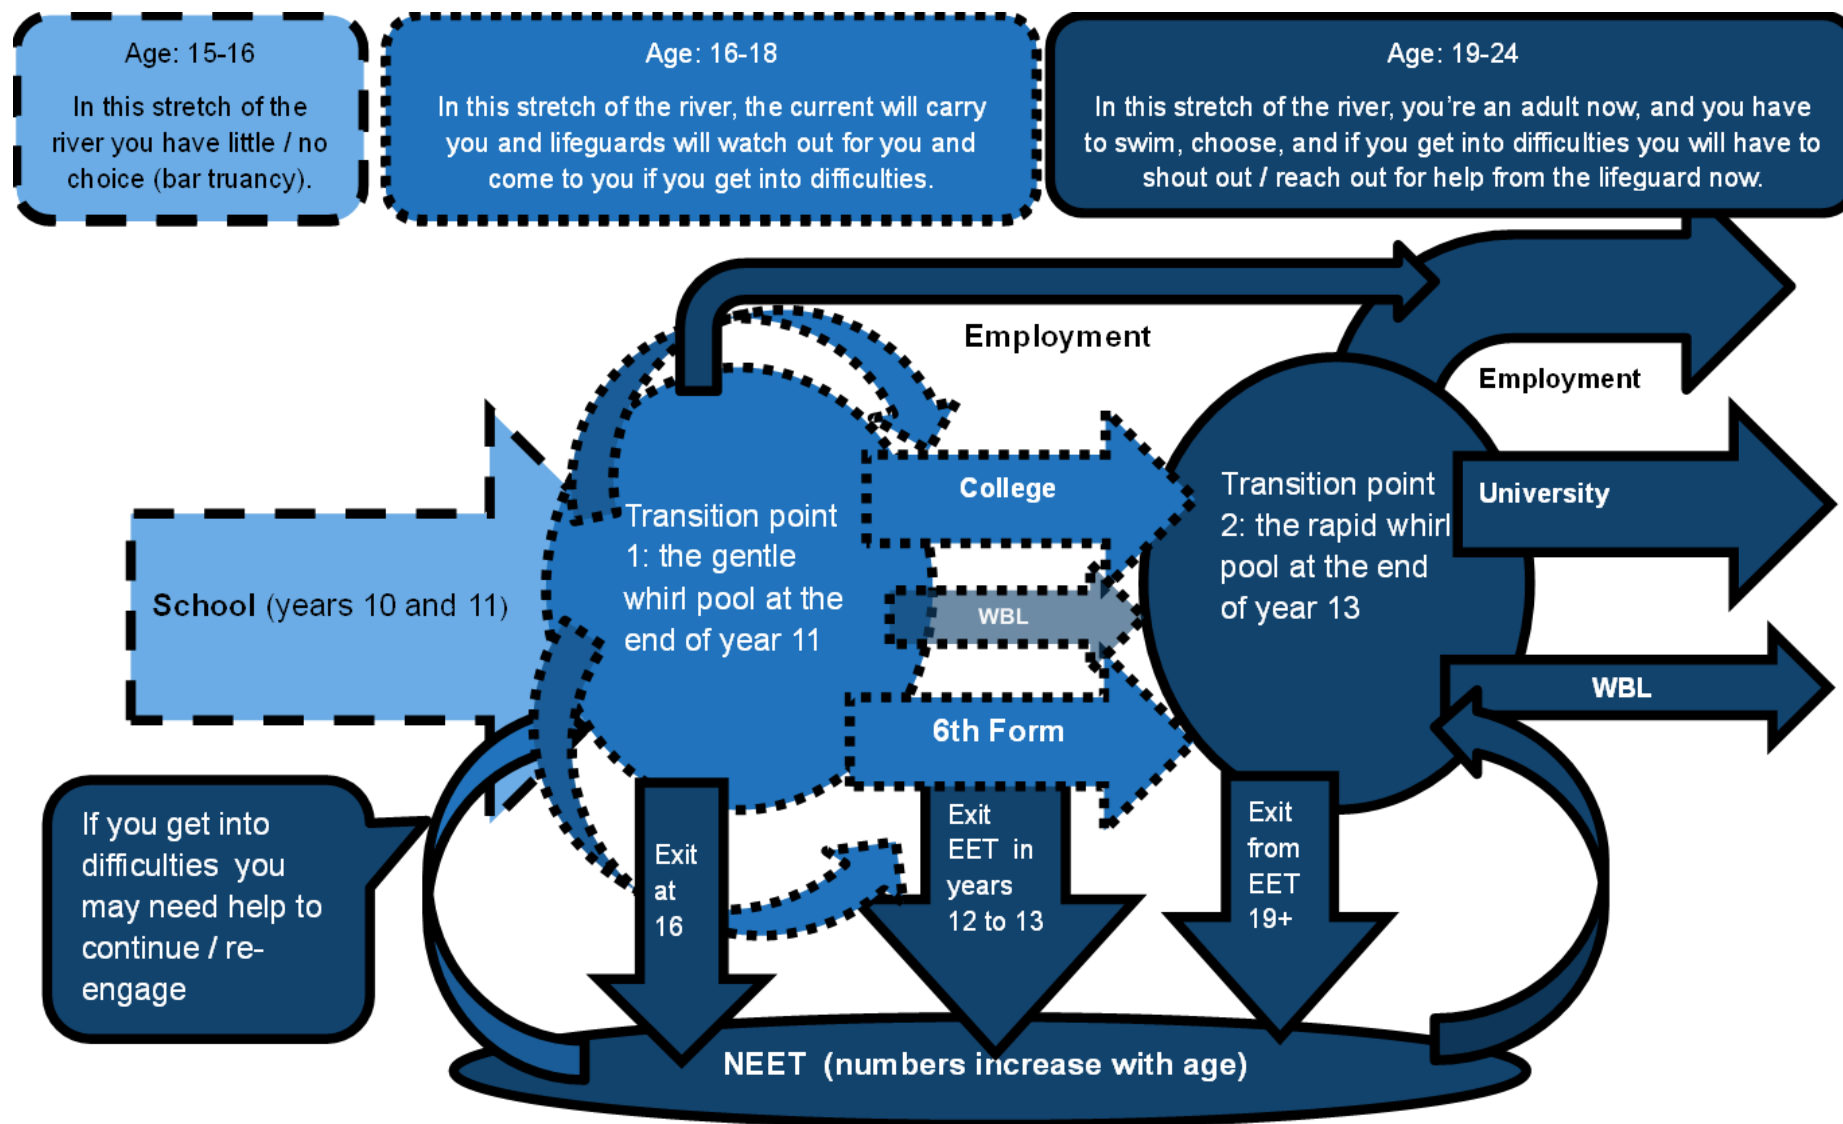 Age: 15-16
In this stretch of the
river you have little / no
choice (bar truancy).
Age: 16-18
In this stretch of the river, the current will carry
you and lifeguards will watch out for you and
come to you if you get into difficulties.
Age: 19-24
In this stretch of the river, you're an adult now, and you have
to swim, choose, and if you get into difficulties you will have to
shout out / reach out for help from the lifeguard now.
Employment
Employment
School (years 10 and 11)
Transition point
1: the gentle
whirl pool at the
end of year 11
College
WBL
6th Form
Transition point
2: the rapid whirl
pool at the end
of year 13
University
WBL
If you get into
difficulties you
may need help to
continue / re-
engage
Exit
at
16
Exit
EET in
years
12 to 13
Exit
from
EET
19+
NEET (numbers increase with age)